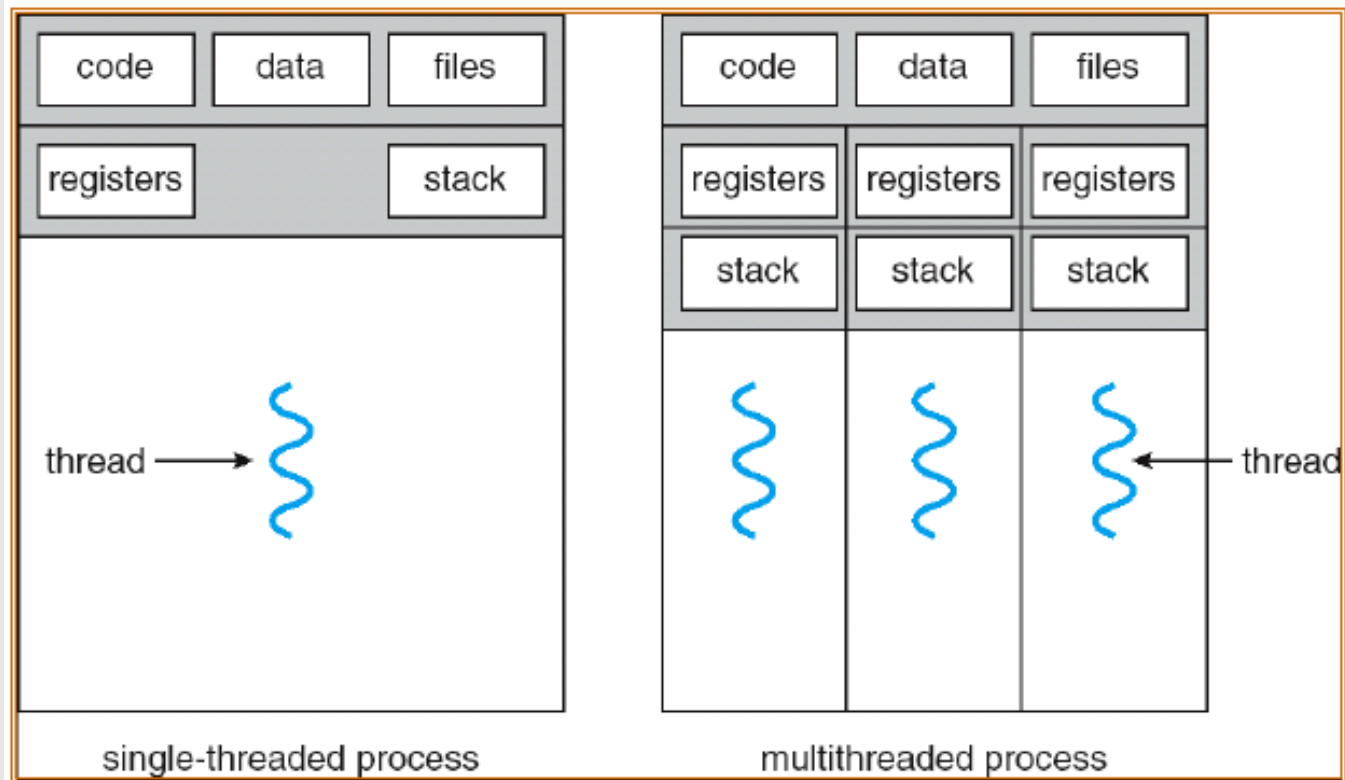 code data files
registers stack
thread
single-threaded process
code data files
registers registers registers
stack stack stack
thread
multithreaded process